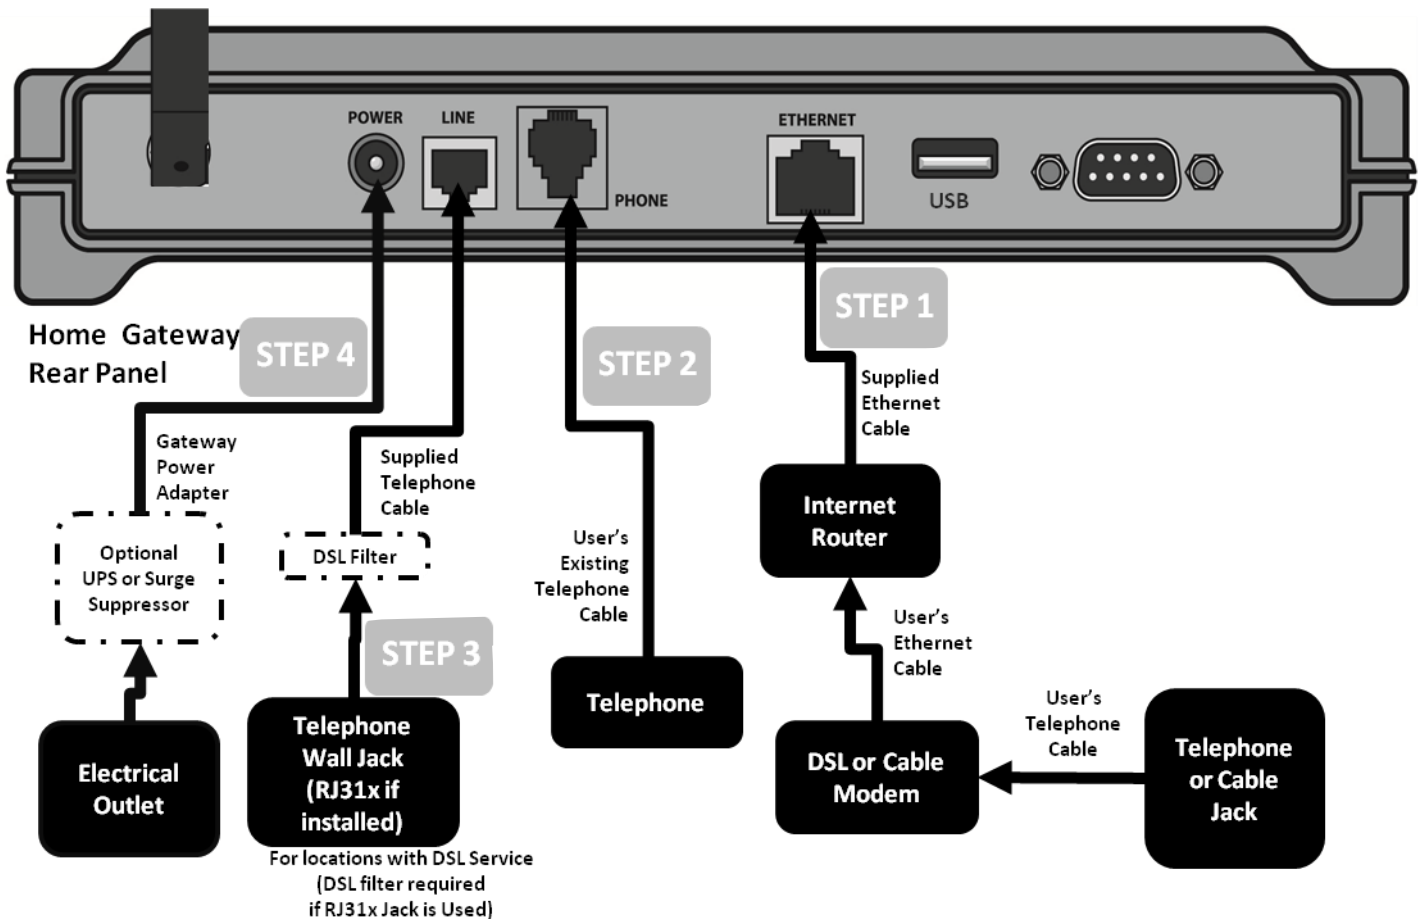 POWER
LINE
PHONE
ETHERNET
USB
Home Gateway
Rear Panel
STEP 4
STEP 2
STEP 1
Supplied
Ethernet
Cable
Gateway
Power
Adapter
Supplied
Telephone
Cable
Internet
Router
Optional
UPS or Surge
Suppressor
DSL Filter
User's
Existing
Telephone
Cable
User's
Ethernet
Cable
STEP 3
Telephone
User's
Telephone
Cable
Electrical
Outlet
Telephone
Wall Jack
(RJ31x if
installed)
DSL or Cable
Modem
Telephone
or Cable
Jack
For locations with DSL Service
(DSL filter required
if RJ31x Jack is Used)